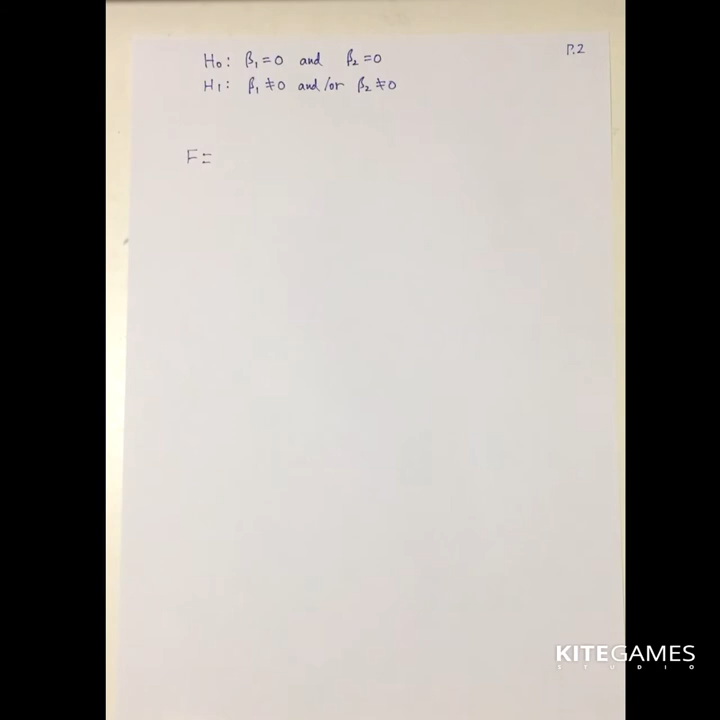 P.2
H₀: β₁ = 0 and β₂ = 0
H₁: β₁ ≠ 0 and/or β₂ ≠ 0
F=
KITEGAMES
STUDIO